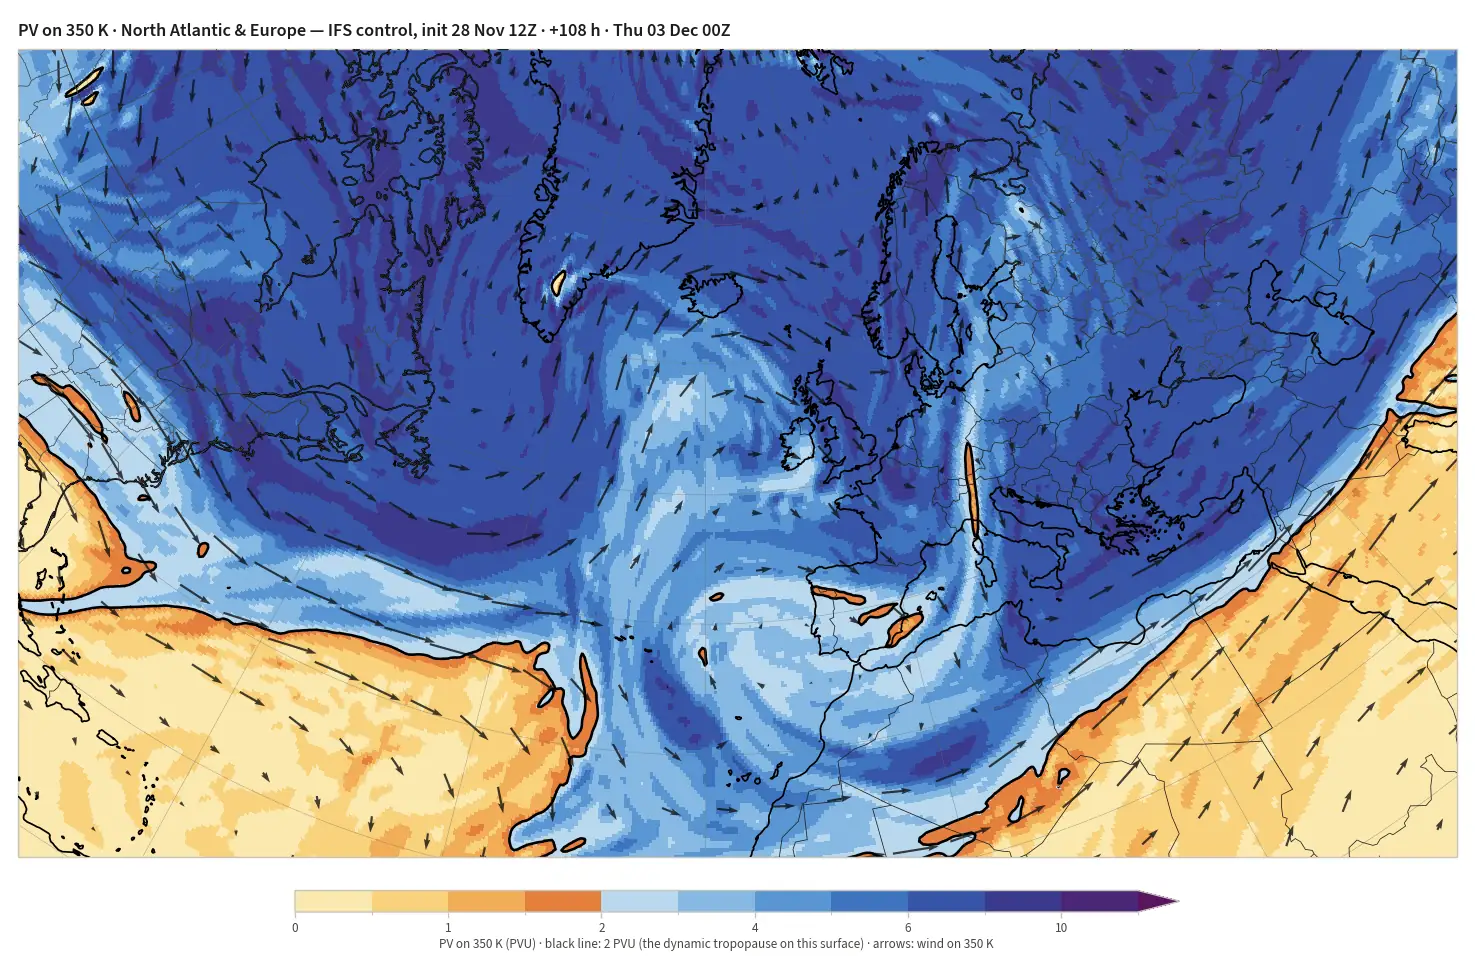 PV on 350 K · North Atlantic & Europe — IFS control, init 28 Nov 12Z · +108 h · Thu 03 Dec 00Z
0 1 2 4 6 10
PV on 350 K (PVU) · black line: 2 PVU (the dynamic tropopause on this surface) · arrows: wind on 350 K